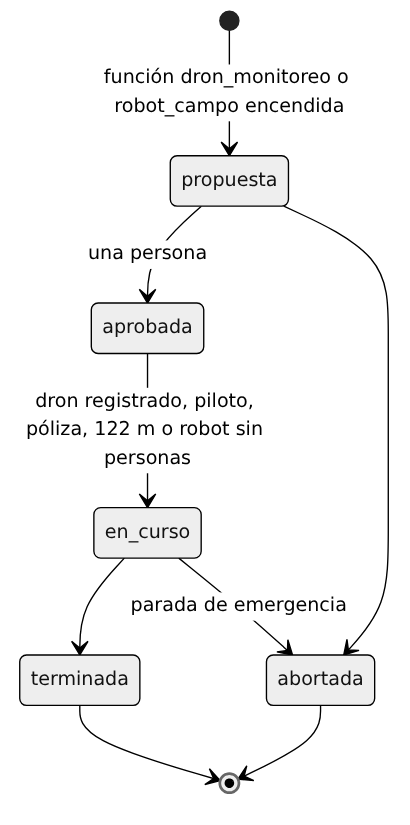 función dron_monitoreo o
robot_campo encendida
propuesta
una persona
aprobada
dron registrado, piloto,
póliza, 122 m o robot sin
personas
en_curso
parada de emergencia
terminada
abortada